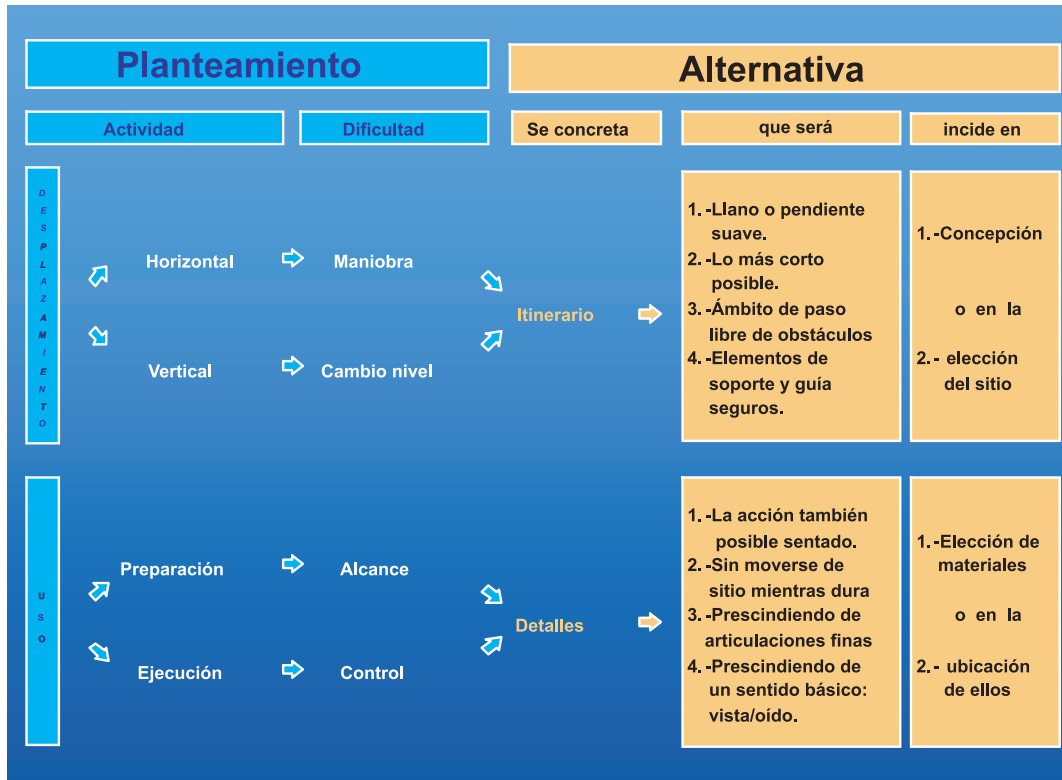 Planteamiento
Alternativa
Actividad
Dificultad
Se concreta
que será
incide en
DESPLAZAMIENTO
Horizontal
Maniobra
Vertical
Cambio nivel
Itinerario
1. -Llano o pendiente
suave.
2. -Lo más corto
posible.
3. -Ámbito de paso
libre de obstáculos
4. -Elementos de
soporte y guía
seguros.
1.-Concepción
o en la
2.- elección
del sitio
USO
Preparación
Alcance
Ejecución
Control
Detalles
1. -La acción también
posible sentado.
2. -Sin moverse de
sitio mientras dura
3. -Prescindiendo de
articulaciones finas
4. -Prescindiendo de
un sentido básico:
vista/oído.
1.-Elección de
materiales
o en la
2.- ubicación
de ellos